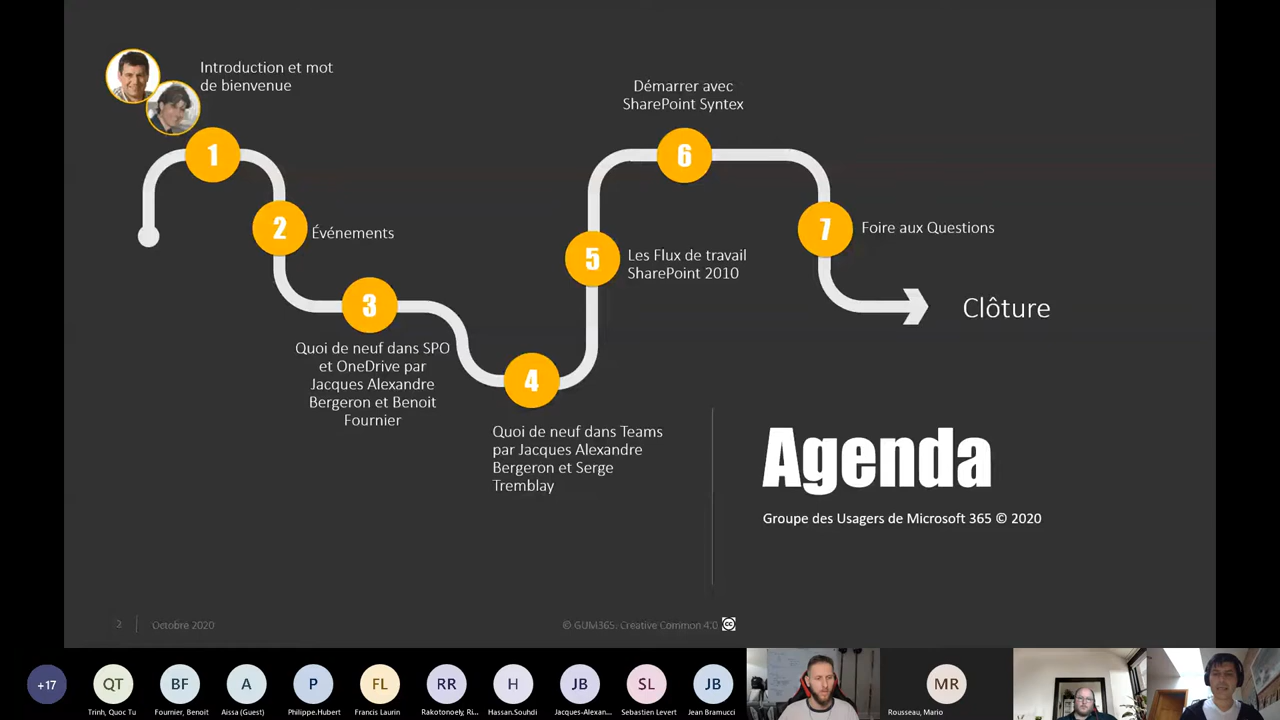 Introduction et mot
de bienvenue
1
2
Événements
3
Quoi de neuf dans SPO
et OneDrive par
Jacques Alexandre
Bergeron et Benoit
Fournier
4
Quoi de neuf dans Teams
par Jacques Alexandre
Bergeron et Serge
Tremblay
5
Les Flux de travail
SharePoint 2010
Démarrer avec
SharePoint Syntex
6
7
Foire aux Questions
Clôture
Agenda
Groupe des Usagers de Microsoft 365 © 2020
2
Octobre 2020
© GUM365. Creative Common 4.0
cc
+17
QT
Trinh, Quoc Tu
BF
Fournier, Benoit
A
Aissa (Guest)
P
Philippe.Hubert
FL
Francis Laurin
RR
Rakotonoely, Ri...
H
Hassan.Souhdi
JB
Jacques-Alexan...
SL
Sebastien Levert
JB
Jean Bramucci
MR
Rousseau, Mario